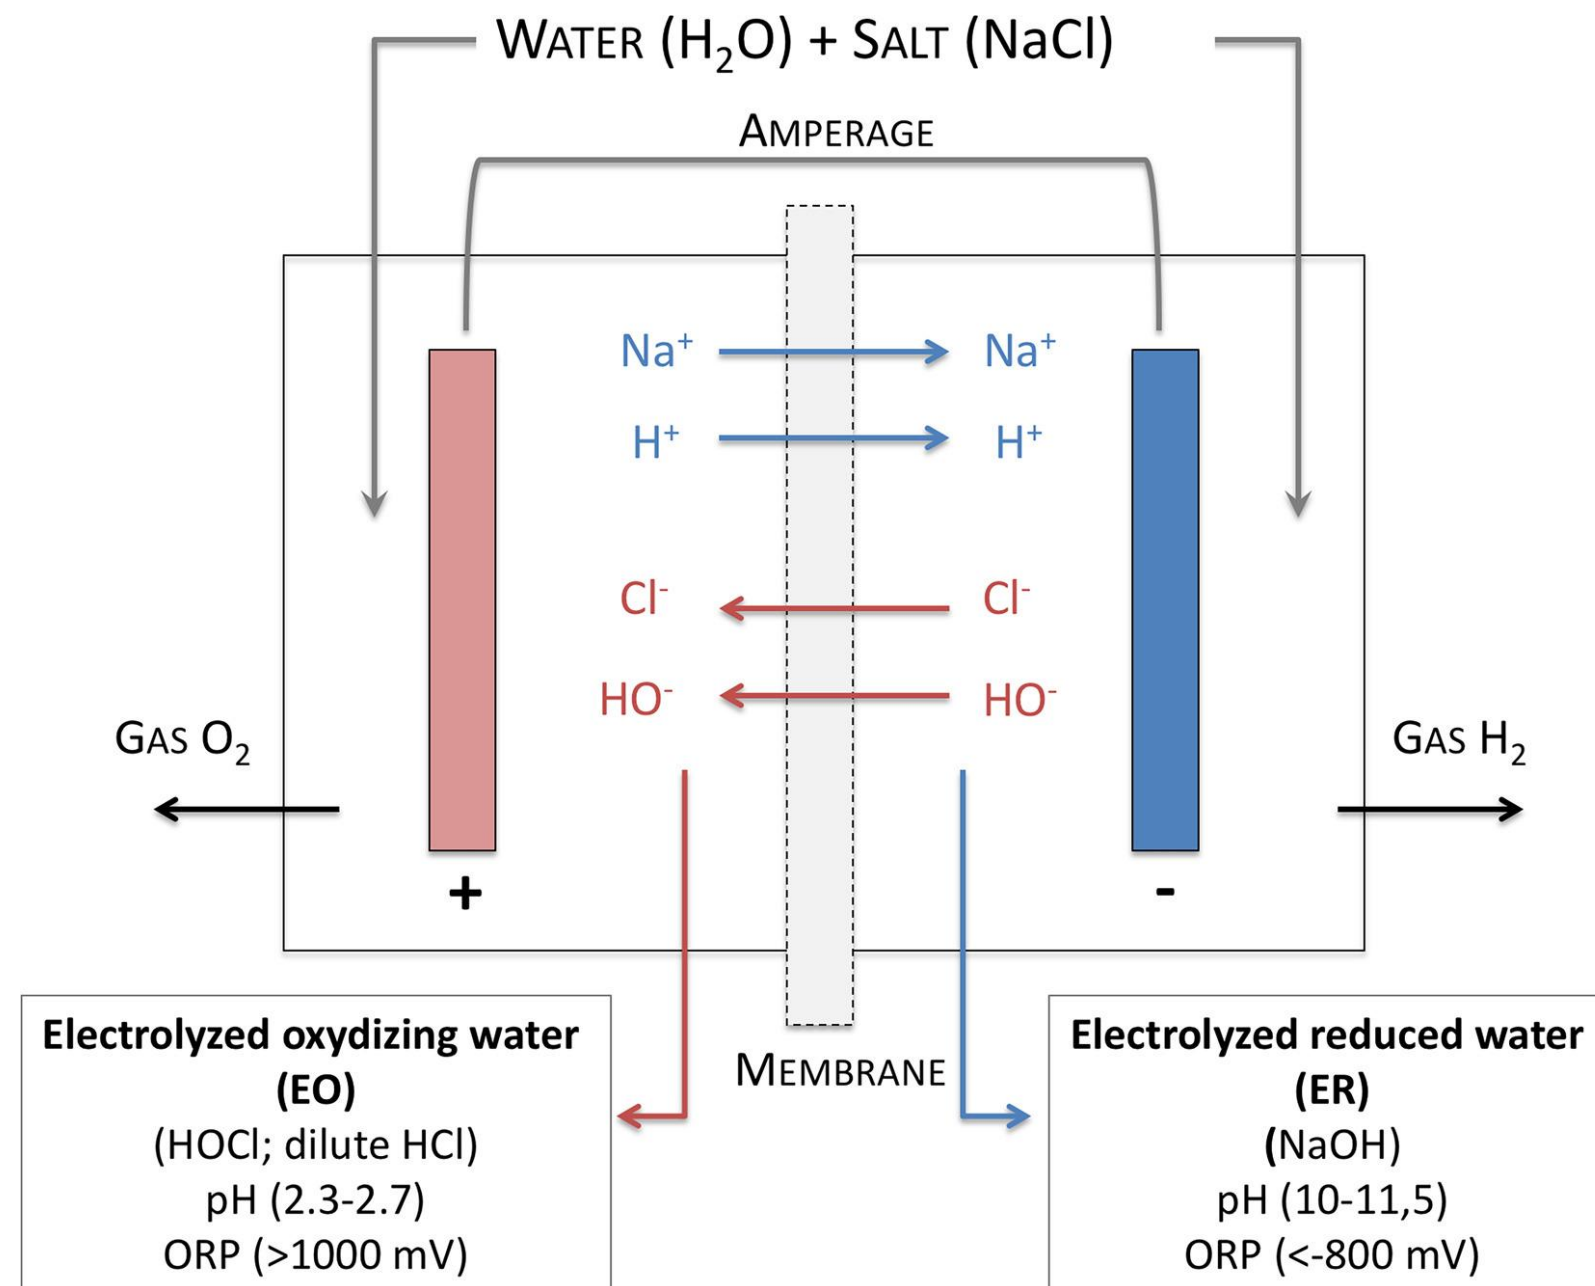 WATER (H₂O) + SALT (NaCl)
AMPERAGE
Na⁺ Na⁺
H⁺ H⁺
Cl⁻ Cl⁻
HO⁻ HO⁻
GAS O₂
GAS H₂
+ -
Electrolyzed oxydizing water
(EO)
(HOCl; dilute HCl)
pH (2.3-2.7)
ORP (>1000 mV)
MEMBRANE
Electrolyzed reduced water
(ER)
(NaOH)
pH (10-11,5)
ORP (<-800 mV)